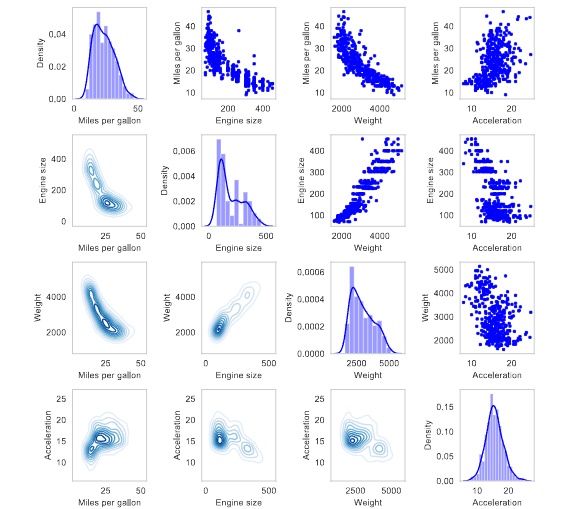 Density
0.04
0.02
0.00
0
50
Miles per gallon
Miles per gallon
40
30
20
10
200
400
Engine size
Miles per gallon
40
30
20
10
2000
4000
Weight
Miles per gallon
40
30
20
10
10
20
Acceleration
Engine size
400
200
0
25
50
Miles per gallon
Density
0.006
0.004
0.002
0.000
0
500
Engine size
Engine size
400
300
200
100
2000
4000
Weight
Engine size
400
300
200
100
10
20
Acceleration
Weight
4000
2000
25
50
Miles per gallon
Weight
4000
2000
0
500
Engine size
Density
0.0006
0.0004
0.0002
0.0000
2500
5000
Weight
Weight
5000
4000
3000
2000
10
20
Acceleration
Acceleration
25
20
15
10
25
50
Miles per gallon
Acceleration
25
20
15
10
0
500
Engine size
Acceleration
25
20
15
10
2500
5000
Weight
Density
0.15
0.10
0.05
0.00
10
20
Acceleration